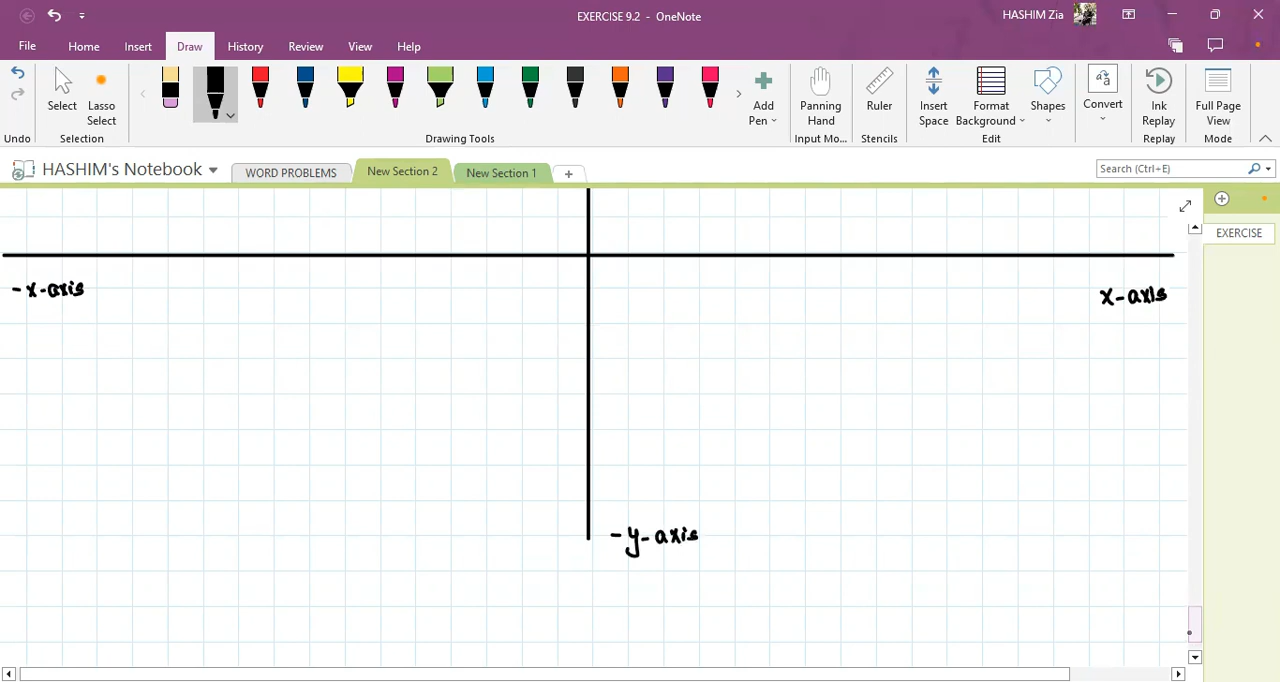 EXERCISE 9.2 - OneNote
HASHIM Zia
File Home Insert Draw History Review View Help
Undo
Select
Lasso Select
Selection
Drawing Tools
Add Pen
Panning Hand
Input Mo...
Ruler
Stencils
Insert Space
Format Background
Shapes
Edit
Convert
Ink Replay
Replay
Full Page View
Mode
HASHIM's Notebook
WORD PROBLEMS
New Section 2
New Section 1
Search (Ctrl+E)
EXERCISE
-x-axis
x-axis
-y-axis